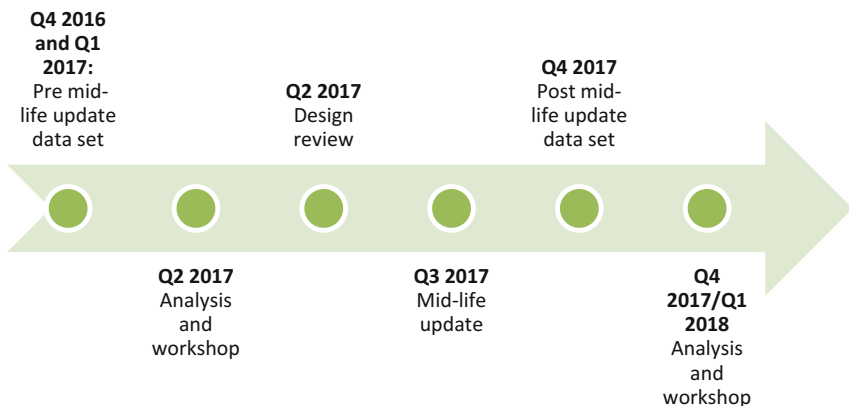 Q4 2016
and Q1
2017:
Pre mid-
life update
data set
Q2 2017
Analysis
and
workshop
Q2 2017
Design
review
Q3 2017
Mid-life
update
Q4 2017
Post mid-
life update
data set
Q4
2017/Q1
2018
Analysis
and
workshop